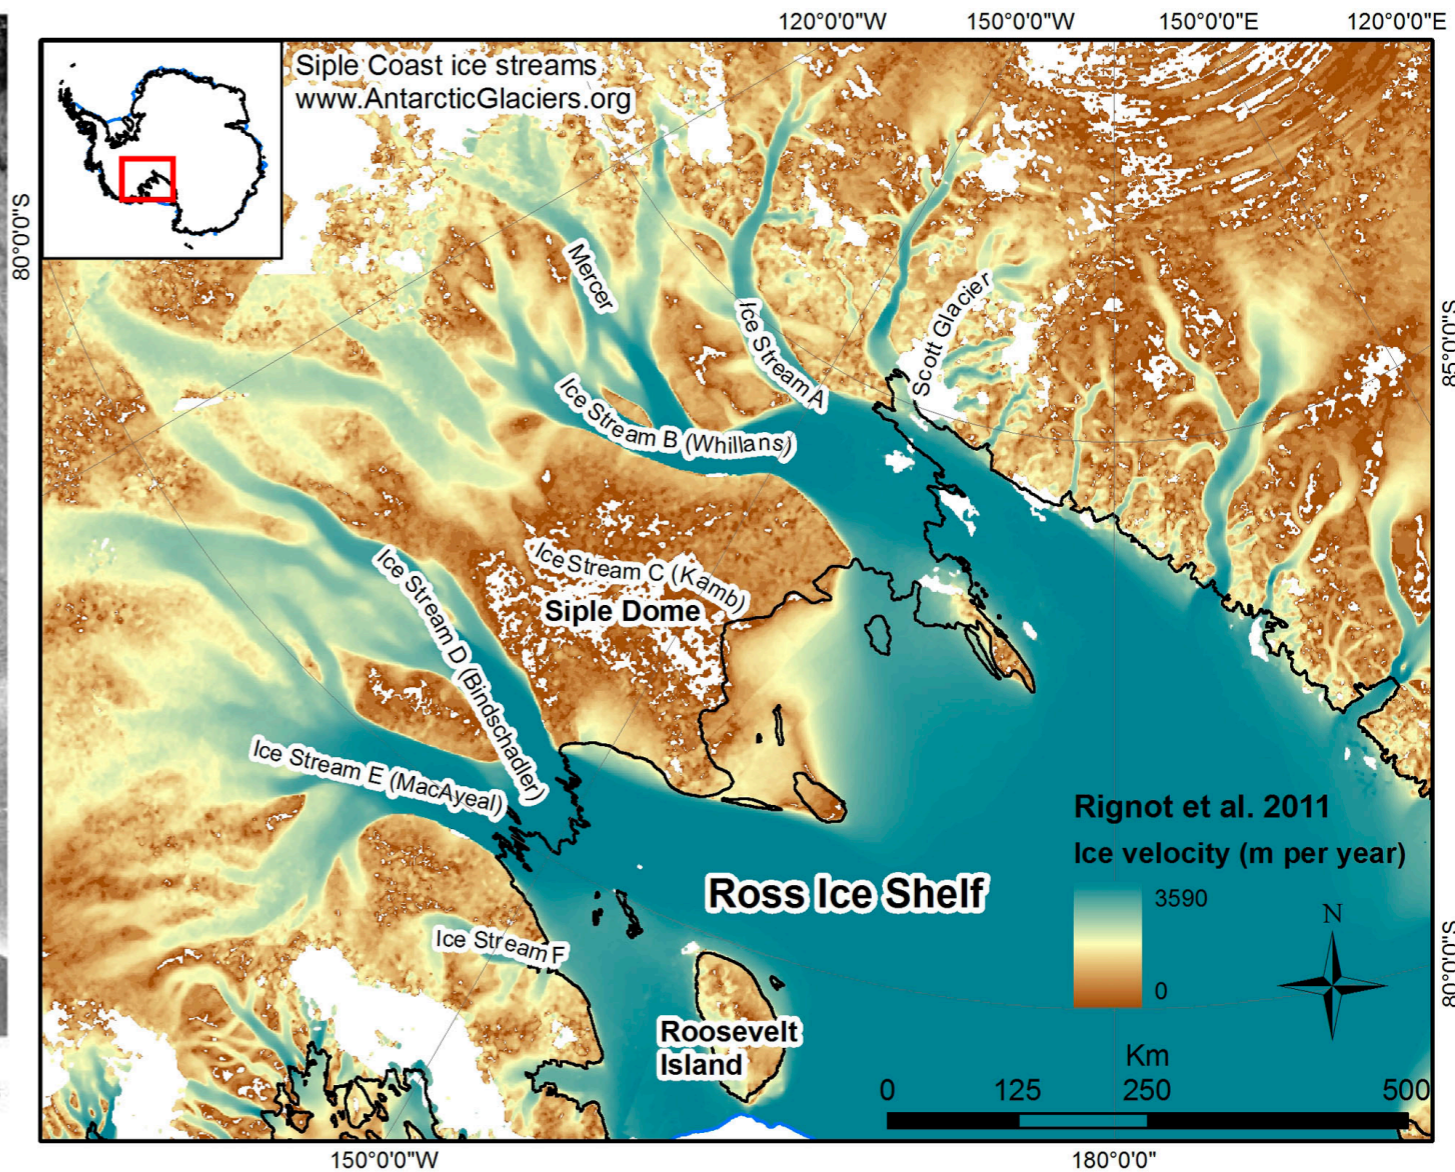 120°0'0"W 150°0'0"W 150°0'0"E 120°0'0"E
Siple Coast ice streams
www.AntarcticGlaciers.org
80°0'0"S
Mercer
Ice Stream A
Scott Glacier
85°0'0"S
Ice Stream B (Whillans)
Ice Stream C (Kamb)
Siple Dome
Ice Stream D (Bindschadler)
Ice Stream E (MacAyeal)
Rignot et al. 2011
Ice velocity (m per year)
3590
Ross Ice Shelf
N
Ice Stream F
0
80°0'0"S
Roosevelt
Island
Km
0 125 250 500
150°0'0"W 180°0'0"